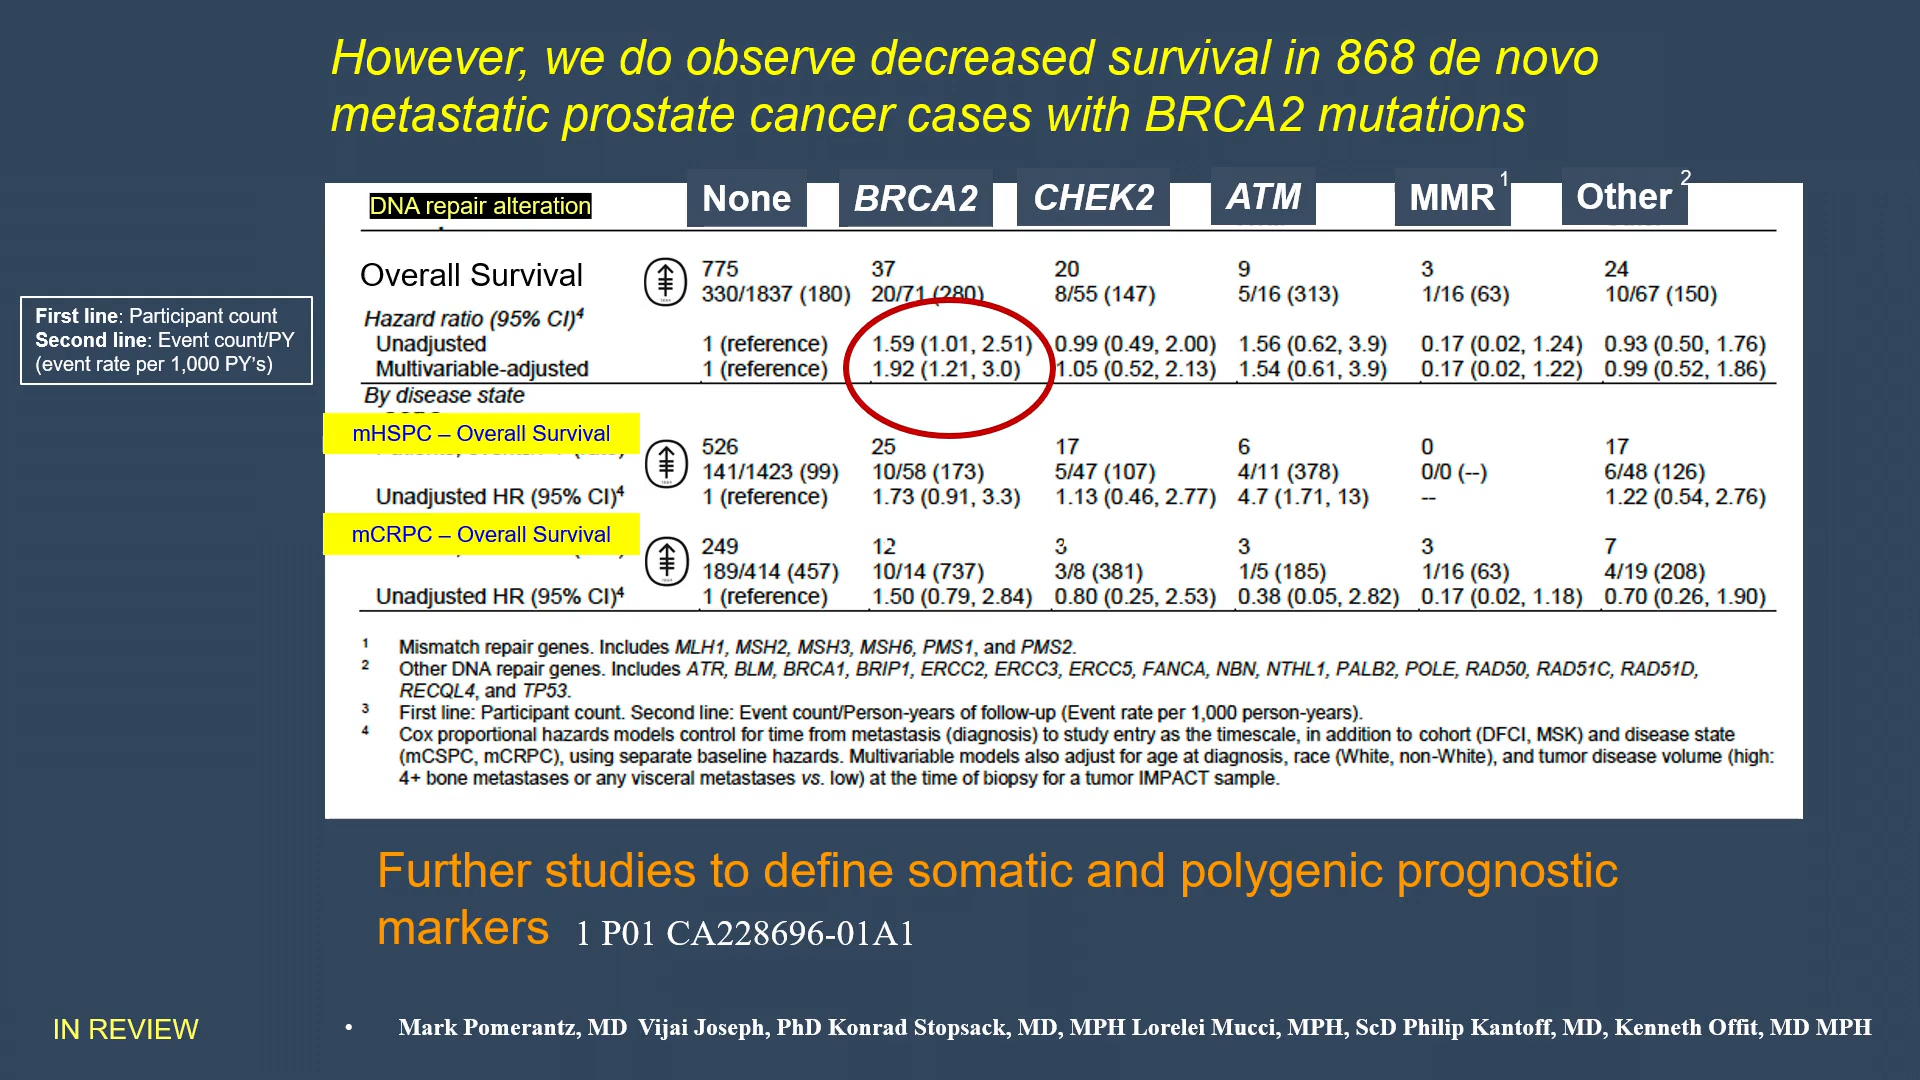 However, we do observe decreased survival in 868 de novo
metastatic prostate cancer cases with BRCA2 mutations
DNA repair alteration None BRCA2 CHEK2 ATM MMR 1 Other 2
Overall Survival 775 37 20 9 3 24
330/1837 (180) 20/71 (280) 8/55 (147) 5/16 (313) 1/16 (63) 10/67 (150)
First line: Participant count
Second line: Event count/PY
(event rate per 1,000 PY's)
Hazard ratio (95% CI)4
Unadjusted 1 (reference) 1.59 (1.01, 2.51) 0.99 (0.49, 2.00) 1.56 (0.62, 3.9) 0.17 (0.02, 1.24) 0.93 (0.50, 1.76)
Multivariable-adjusted 1 (reference) 1.92 (1.21, 3.0) 1.05 (0.52, 2.13) 1.54 (0.61, 3.9) 0.17 (0.02, 1.22) 0.99 (0.52, 1.86)
By disease state
mHSPC – Overall Survival
526 25 17 6 0 17
141/1423 (99) 10/58 (173) 5/47 (107) 4/11 (378) 0/0 (--) 6/48 (126)
Unadjusted HR (95% CI)4 1 (reference) 1.73 (0.91, 3.3) 1.13 (0.46, 2.77) 4.7 (1.71, 13) -- 1.22 (0.54, 2.76)
mCRPC – Overall Survival
249 12 3 3 3 7
189/414 (457) 10/14 (737) 3/8 (381) 1/5 (185) 1/16 (63) 4/19 (208)
Unadjusted HR (95% CI)4 1 (reference) 1.50 (0.79, 2.84) 0.80 (0.25, 2.53) 0.38 (0.05, 2.82) 0.17 (0.02, 1.18) 0.70 (0.26, 1.90)
1 Mismatch repair genes. Includes MLH1, MSH2, MSH3, MSH6, PMS1, and PMS2.
2 Other DNA repair genes. Includes ATR, BLM, BRCA1, BRIP1, ERCC2, ERCC3, ERCC5, FANCA, NBN, NTHL1, PALB2, POLE, RAD50, RAD51C, RAD51D,
RECQL4, and TP53.
3 First line: Participant count. Second line: Event count/Person-years of follow-up (Event rate per 1,000 person-years).
4 Cox proportional hazards models control for time from metastasis (diagnosis) to study entry as the timescale, in addition to cohort (DFCI, MSK) and disease state
(mCSPC, mCRPC), using separate baseline hazards. Multivariable models also adjust for age at diagnosis, race (White, non-White), and tumor disease volume (high:
4+ bone metastases or any visceral metastases vs. low) at the time of biopsy for a tumor IMPACT sample.
Further studies to define somatic and polygenic prognostic
markers 1 P01 CA228696-01A1
IN REVIEW
• Mark Pomerantz, MD Vijai Joseph, PhD Konrad Stopsack, MD, MPH Lorelei Mucci, MPH, ScD Philip Kantoff, MD, Kenneth Offit, MD MPH